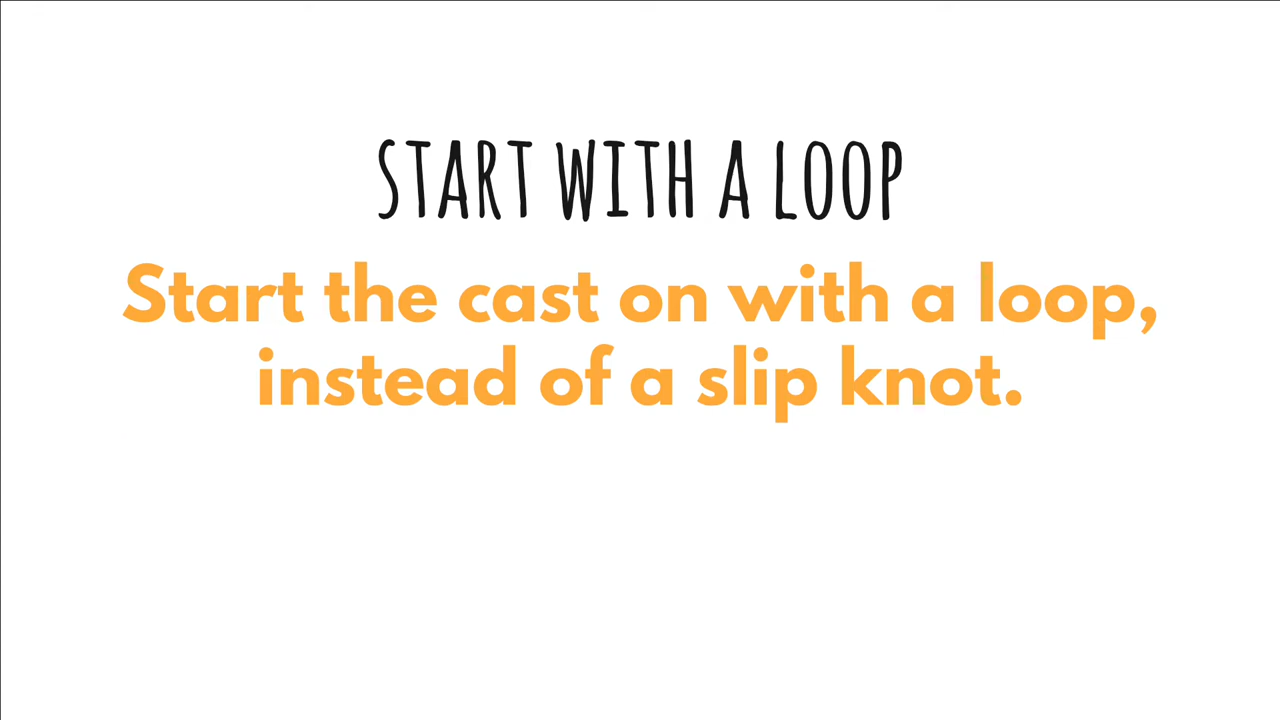 START WITH A LOOP
Start the cast on with a loop,
instead of a slip knot.